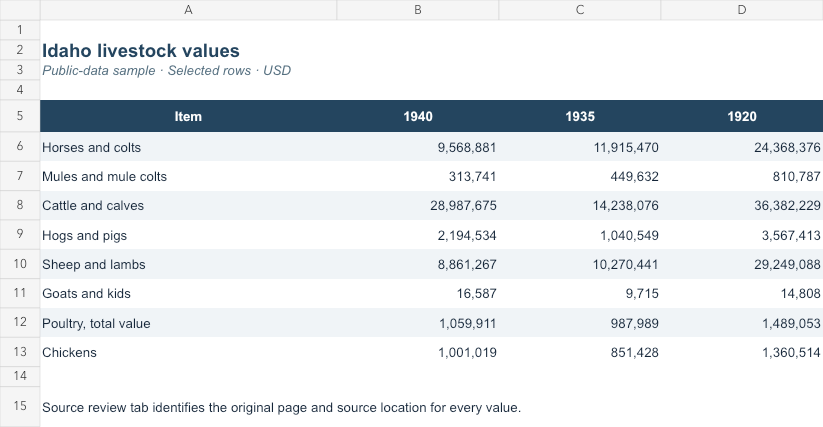 A B C D
1
2 Idaho livestock values
3 Public-data sample · Selected rows · USD
4
5 Item 1940 1935 1920
6 Horses and colts 9,568,881 11,915,470 24,368,376
7 Mules and mule colts 313,741 449,632 810,787
8 Cattle and calves 28,987,675 14,238,076 36,382,229
9 Hogs and pigs 2,194,534 1,040,549 3,567,413
10 Sheep and lambs 8,861,267 10,270,441 29,249,088
11 Goats and kids 16,587 9,715 14,808
12 Poultry, total value 1,059,911 987,989 1,489,053
13 Chickens 1,001,019 851,428 1,360,514
14
15 Source review tab identifies the original page and source location for every value.